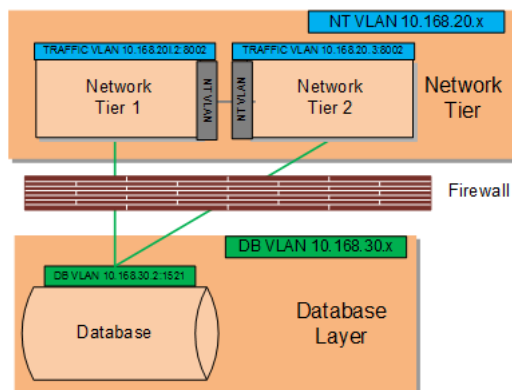 NT VLAN 10.168.20.x
TRAFFIC VLAN 10.168.20l.2:8002
TRAFFIC VLAN 10.168.20.3:8002
Network
Tier 1
NT VLAN
NT VLAN
Network
Tier 2
Network
Tier
Firewall
DB VLAN 10.168.30.x
DB VLAN 10.168.30.2:1521
Database
Database
Layer